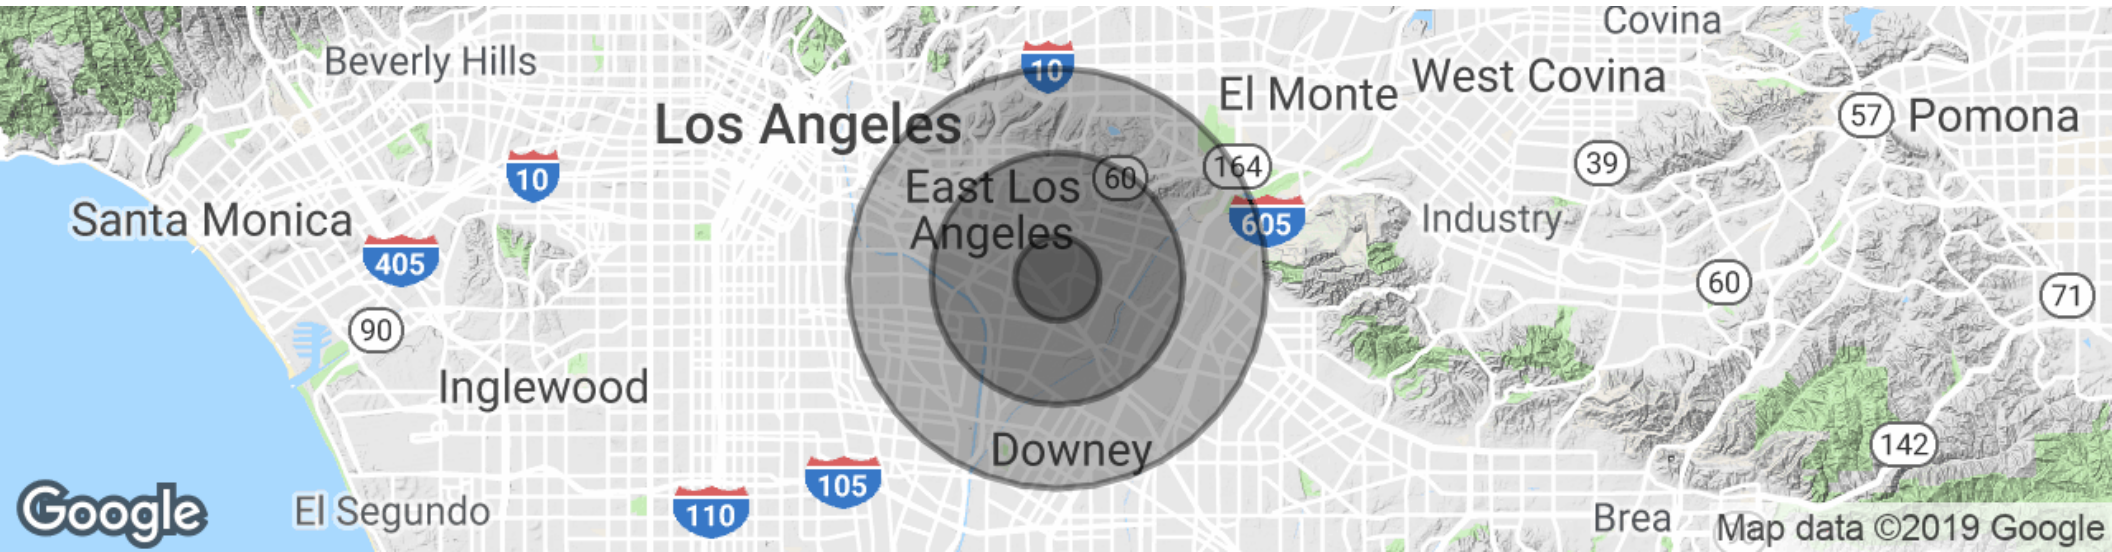 Covina
Beverly Hills
10
El Monte
West Covina
57
Pomona
Los Angeles
10
60
164
39
East Los
Angeles
Santa Monica
405
605
Industry
60
71
90
Inglewood
Downey
142
105
110
El Segundo
Brea
Google
Map data ©2019 Google